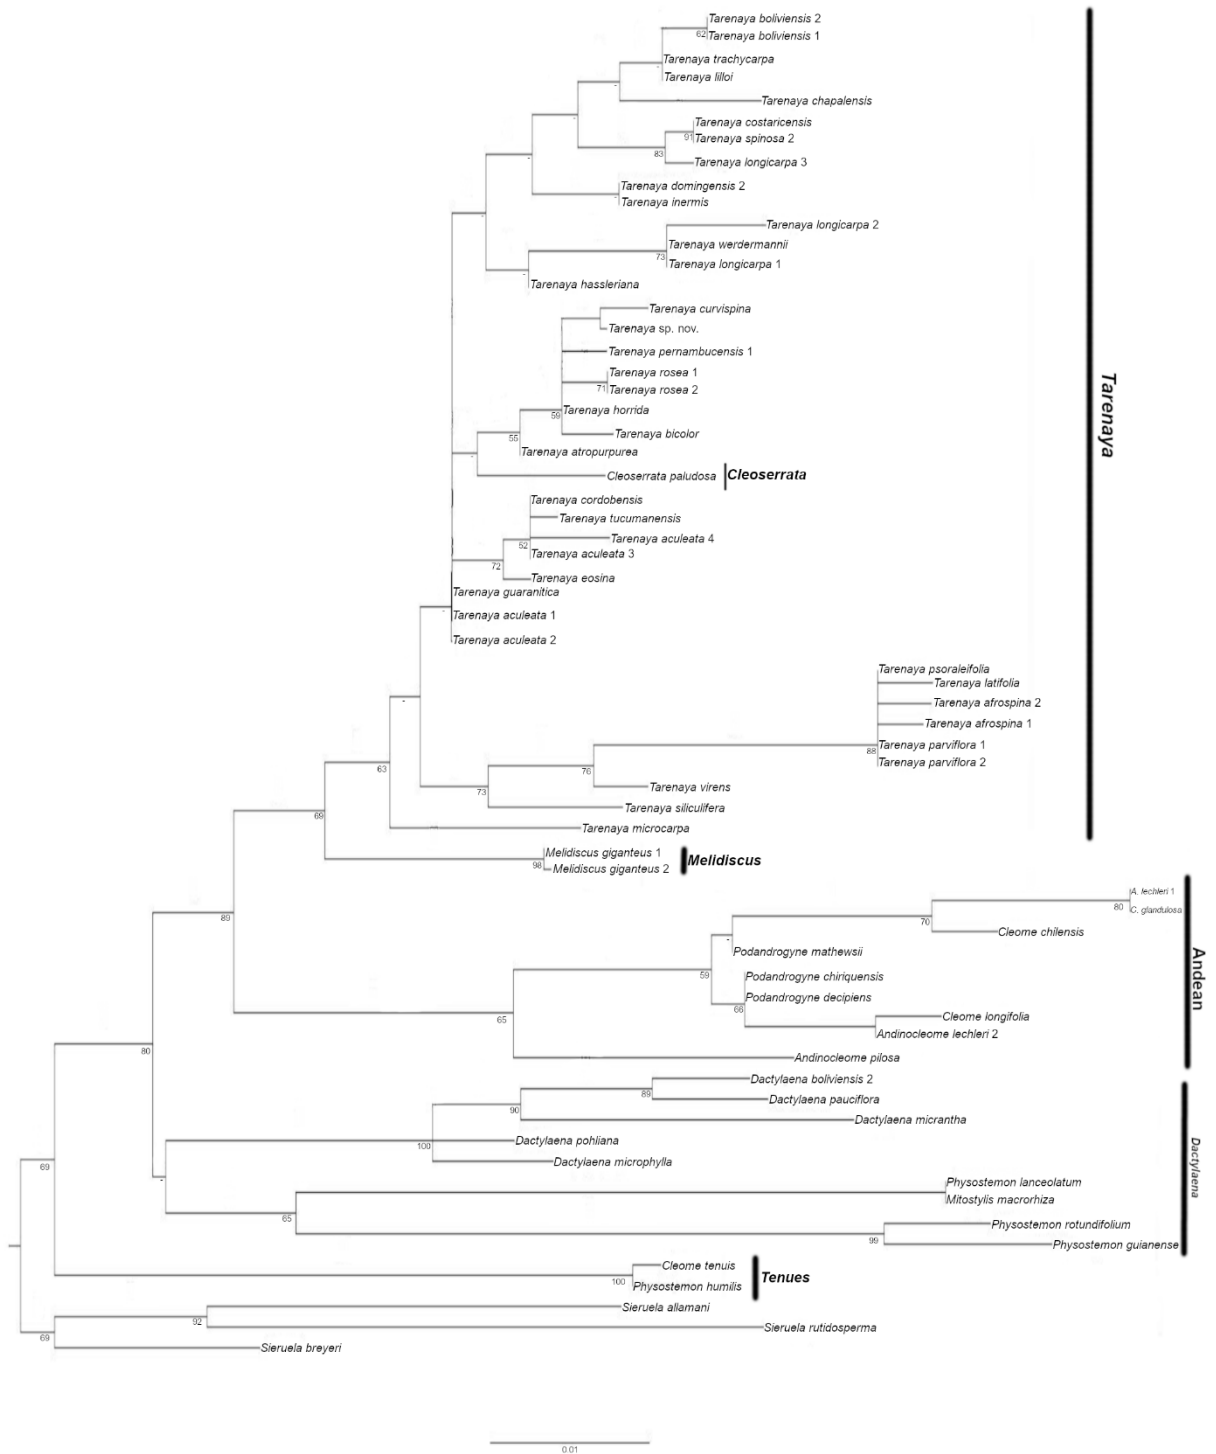 Tarenaya boliviensis 2
62
Tarenaya boliviensis 1
Tarenaya trachycarpa
Tarenaya lilloi
Tarenaya chapalensis
Tarenaya costaricensis
91
Tarenaya spinosa 2
83
Tarenaya longicarpa 3
Tarenaya domingensis 2
Tarenaya inermis
Tarenaya longicarpa 2
Tarenaya werdermannii
73
Tarenaya longicarpa 1
Tarenaya hassleriana
Tarenaya curvispina
Tarenaya sp. nov.
Tarenaya pernambucensis 1
Tarenaya rosea 1
71
Tarenaya rosea 2
Tarenaya
59
Tarenaya horrida
55
Tarenaya bicolor
Tarenaya atropurpurea
Cleoserrata paludosa
Cleoserrata
Tarenaya cordobensis
Tarenaya tucumanensis
52
Tarenaya aculeata 4
Tarenaya aculeata 3
72
Tarenaya eosina
Tarenaya guaranitica
Tarenaya aculeata 1
Tarenaya aculeata 2
Tarenaya psoraleifolia
Tarenaya latifolia
Tarenaya afrospina 2
Tarenaya afrospina 1
88
Tarenaya parviflora 1
Tarenaya parviflora 2
63
76
Tarenaya virens
73
Tarenaya siliculifera
69
Tarenaya microcarpa
Melidiscus giganteus 1
98
Melidiscus giganteus 2
Melidiscus
A. lechleri 1
80
C. glandulosa
89
70
Cleome chilensis
Podandrogyne mathewsii
59
Podandrogyne chiriquensis
Podandrogyne decipiens
66
Cleome longifolia
65
Andinocleome lechleri 2
Andean
80
Andinocleome pilosa
Dactylaena boliviensis 2
89
Dactylaena pauciflora
90
Dactylaena micrantha
100
Dactylaena pohliana
Dactylaena microphylla
Dactylaena
69
Physostemon lanceolatum
Mitostylis macrorhiza
65
Physostemon rotundifolium
99
Physostemon guianense
Cleome tenuis
100
Physostemon humilis
Tenues
Sieruela allamani
92
Sieruela rutidosperma
69
Sieruela breyeri
0.01